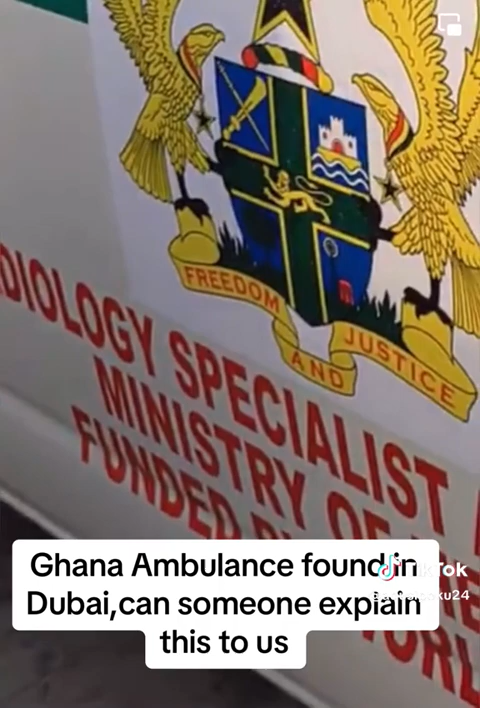 FREEDOM
AND
JUSTICE
DIOLOGY SPECIALIST
MINISTRY OF
FUNDED
Ghana Ambulance found in
Dubai,can someone explain
this to us
TikTok